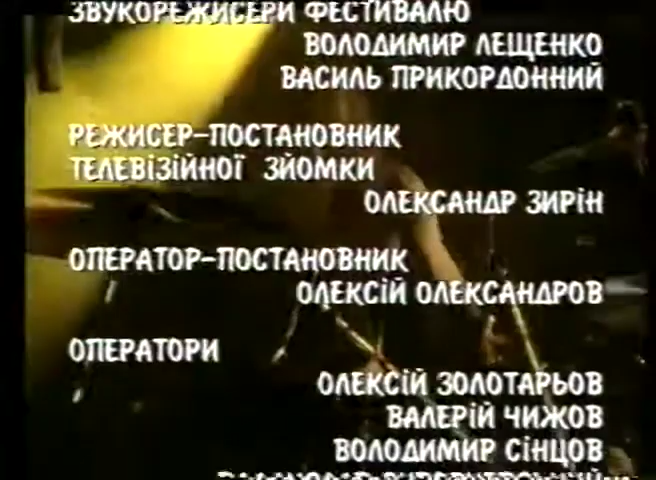 ЗВУКОРЕЖИСЕРИ ФЕСТИВАЛЮ
ВОЛОДИМИР ЛЕЩЕНКО
ВАСИЛЬ ПРИКОРДОННИЙ
РЕЖИСЕР-ПОСТАНОВНИК
ТЕЛЕВІЗІЙНОЇ ЗЙОМКИ
ОЛЕКСАНДР ЗИРІН
ОПЕРАТОР-ПОСТАНОВНИК
ОЛЕКСІЙ ОЛЕКСАНДРОВ
ОПЕРАТОРИ
ОЛЕКСІЙ ЗОЛОТАРЬОВ
ВАЛЕРІЙ ЧИЖОВ
ВОЛОДИМИР СІНЦОВ